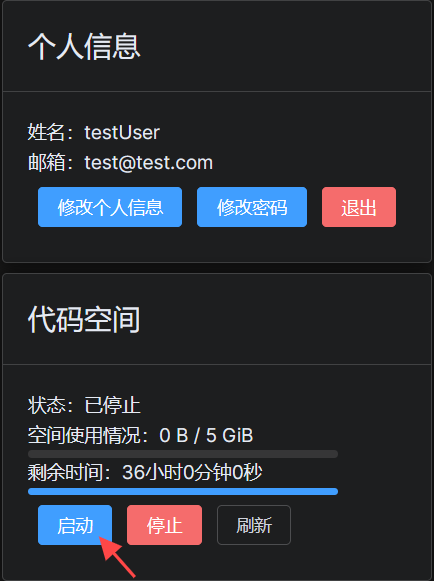 个人信息
姓名：testUser
邮箱：test@test.com
修改个人信息 修改密码 退出
代码空间
状态：已停止
空间使用情况：0 B / 5 GiB
剩余时间：36小时0分钟0秒
启动 停止 刷新